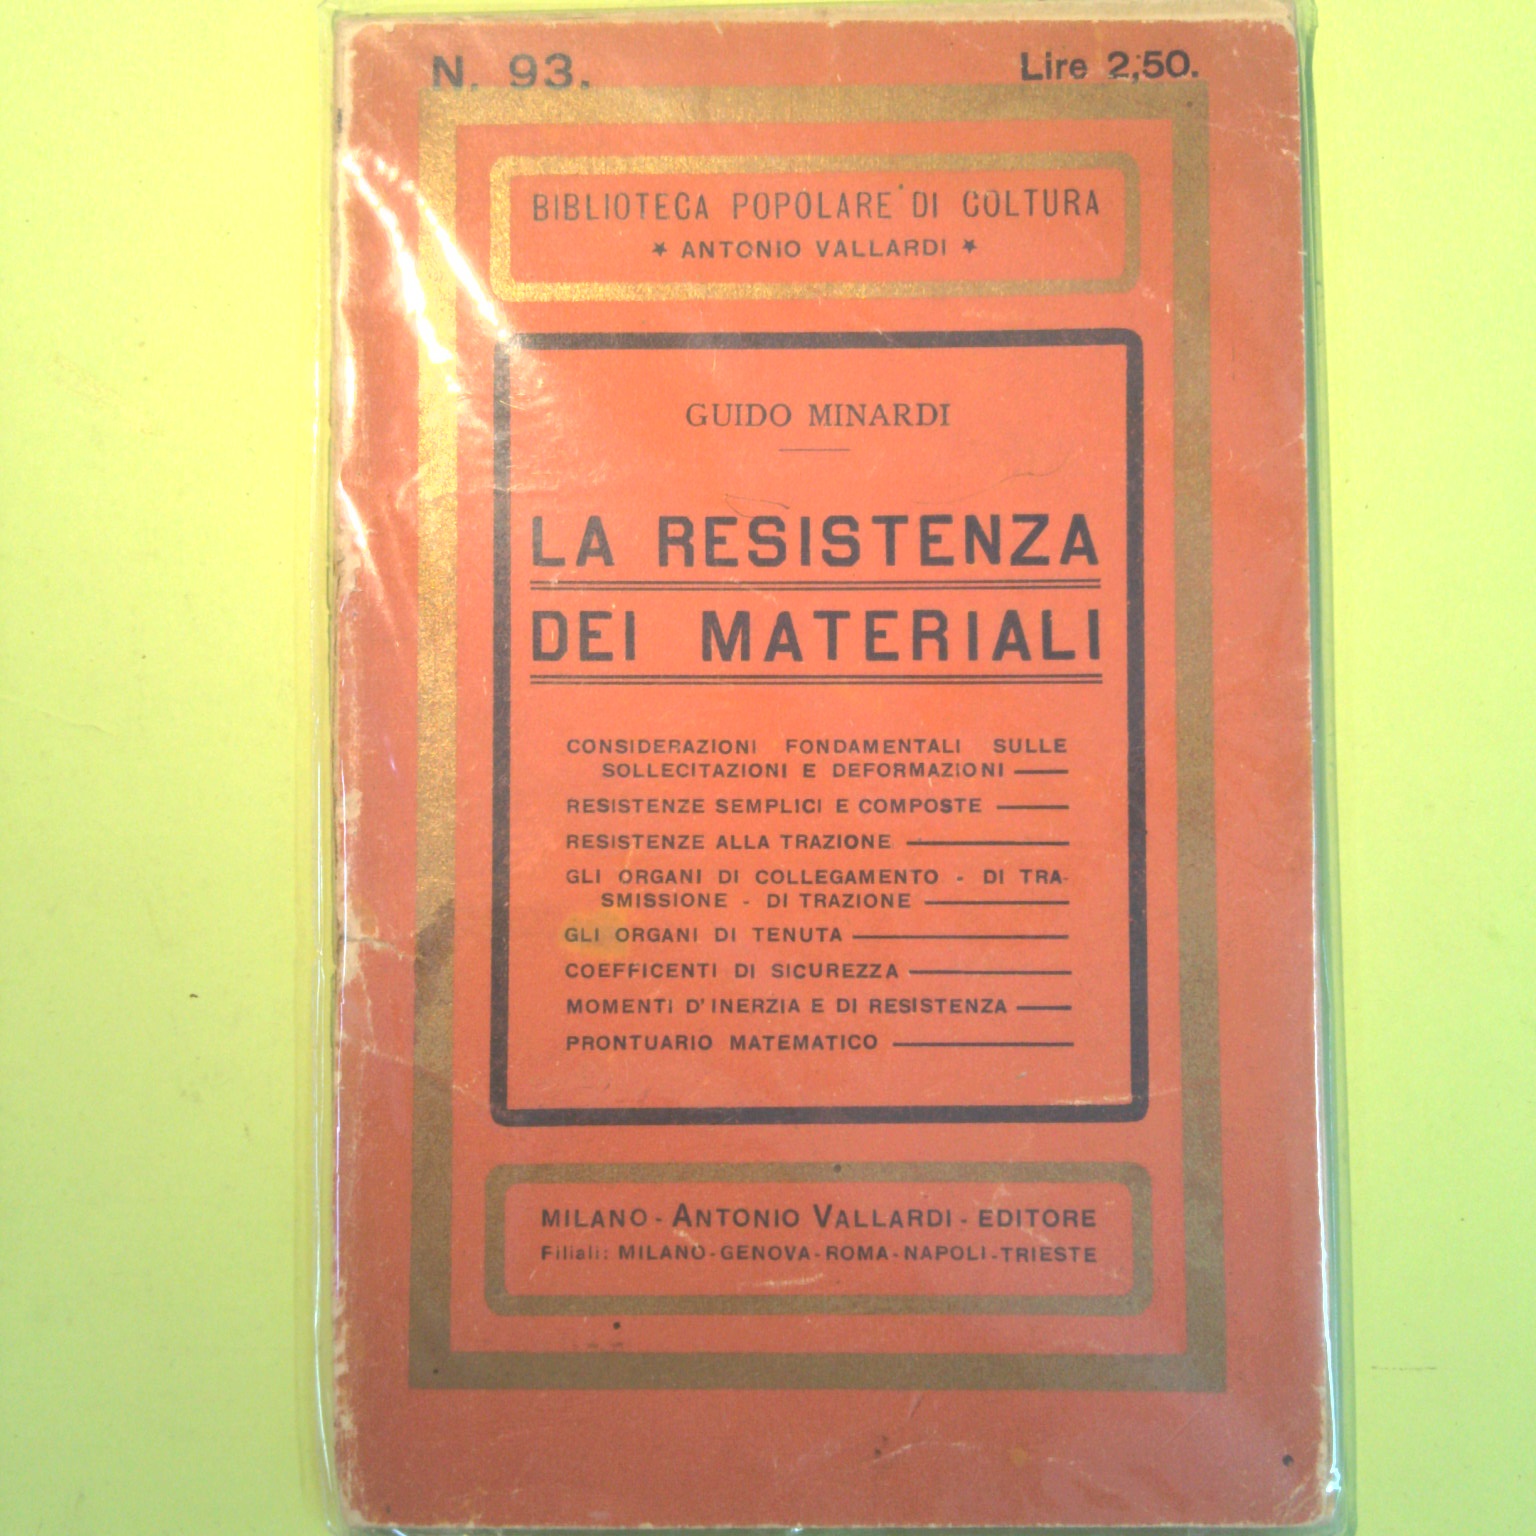 N. 93.
Lire 2,50.
BIBLIOTECA POPOLARE DI COLTURA
★ ANTONIO VALLARDI ★
GUIDO MINARDI
LA RESISTENZA
DEI MATERIALI
CONSIDERAZIONI FONDAMENTALI SULLE
SOLLECITAZIONI E DEFORMAZIONI
RESISTENZE SEMPLICI E COMPOSTE
RESISTENZE ALLA TRAZIONE
GLI ORGANI DI COLLEGAMENTO - DI TRA-
SMISSIONE - DI TRAZIONE
GLI ORGANI DI TENUTA
COEFFICENTI DI SICUREZZA
MOMENTI D'INERZIA E DI RESISTENZA
PRONTUARIO MATEMATICO
MILANO - ANTONIO VALLARDI - EDITORE
Filiali: MILANO - GENOVA - ROMA - NAPOLI - TRIESTE